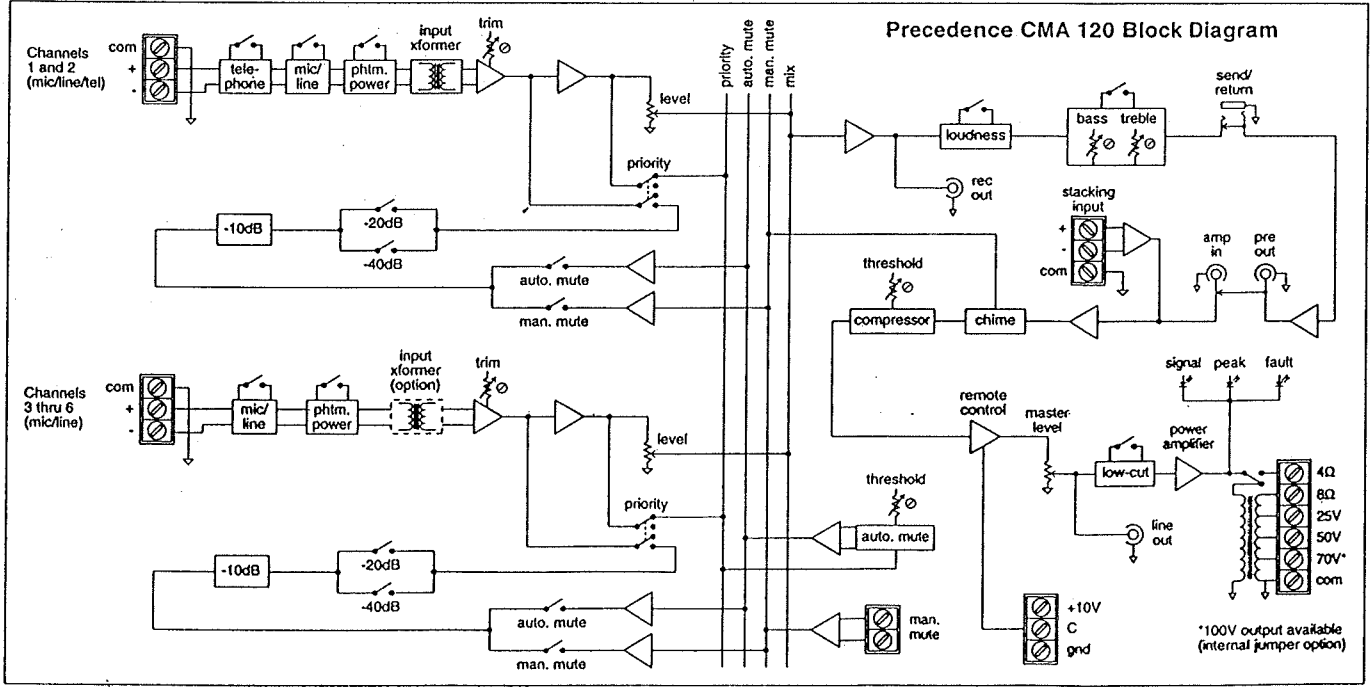 Precedence CMA 120 Block Diagram
Channels
1 and 2
(mic/line/tel)
com
+
-
tele-
phone
mic/
line
phtm.
power
input
xformer
trim
level
priority
-10dB
-20dB
-40dB
auto. mute
man. mute
priority
auto. mute
man. mute
mix
loudness
bass
treble
send/
return
rec
out
stacking
input
+
-
com
amp
in
pre
out
threshold
compressor
chime
Channels
3 thru 6
(mic/line)
com
+
-
mic/
line
phtm.
power
input
xformer
(option)
trim
level
priority
-10dB
-20dB
-40dB
auto. mute
man. mute
signal
peak
fault
remote
control
master
level
low-cut
power
amplifier
line
out
threshold
auto. mute
man.
mute
+10V
C
gnd
4Ω
8Ω
25V
50V
70V*
com
*100V output available
(internal jumper option)